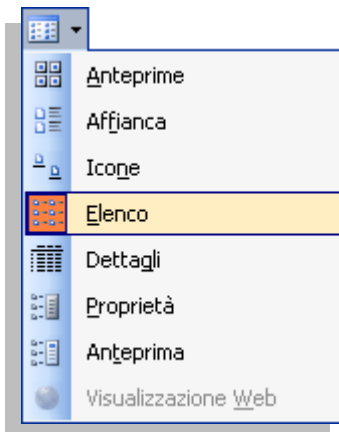 Anteprime
Affianca
Icone
Elenco
Dettagli
Proprietà
Anteprima
Visualizzazione Web